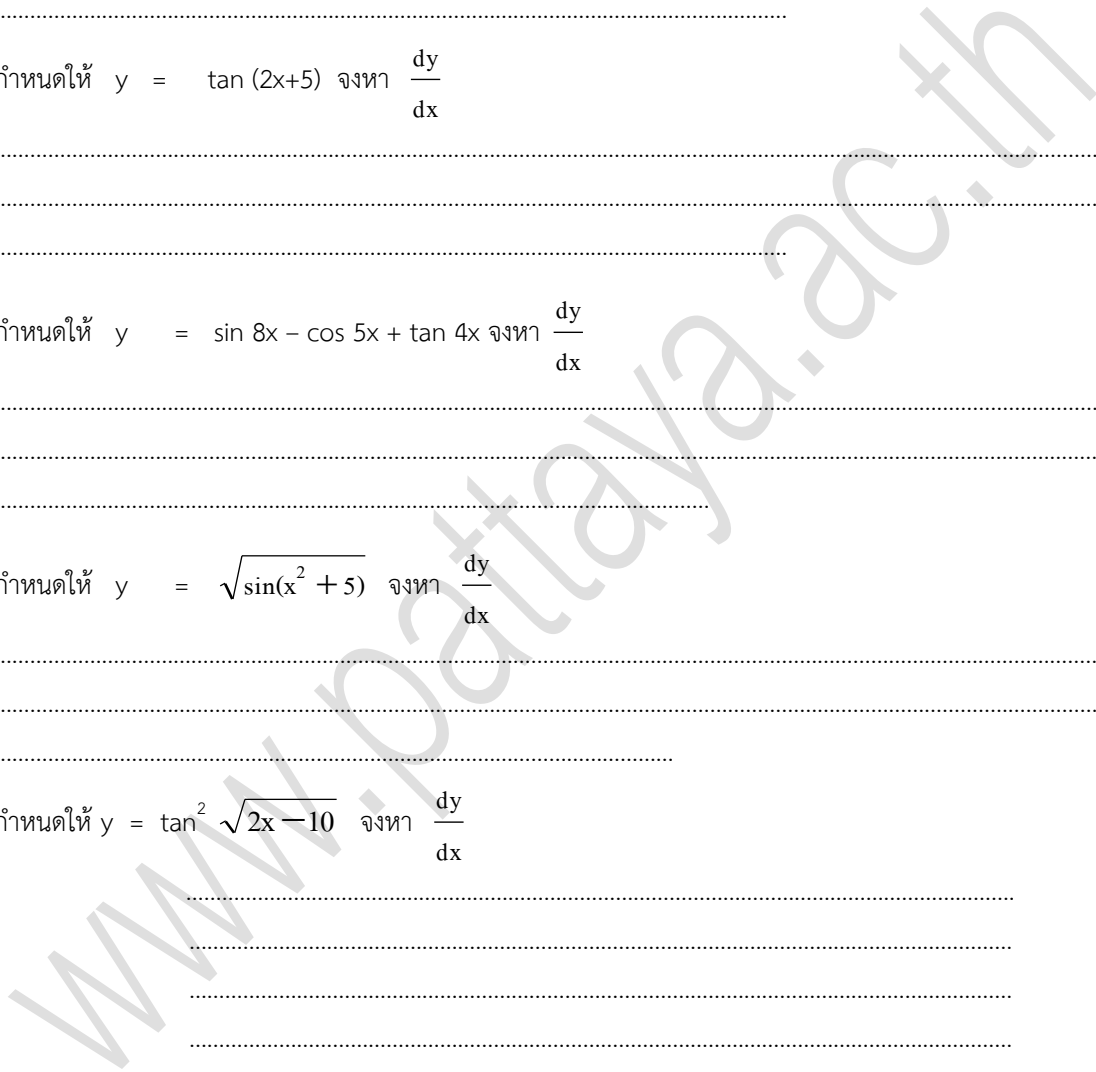 กำหนดให้ y = tan (2x+5) จงหา dy/dx
กำหนดให้ y = sin 8x – cos 5x + tan 4x จงหา dy/dx
กำหนดให้ y = √sin(x² + 5) จงหา dy/dx
กำหนดให้ y = tan² √2x − 10 จงหา dy/dx
www.pattaya.ac.th